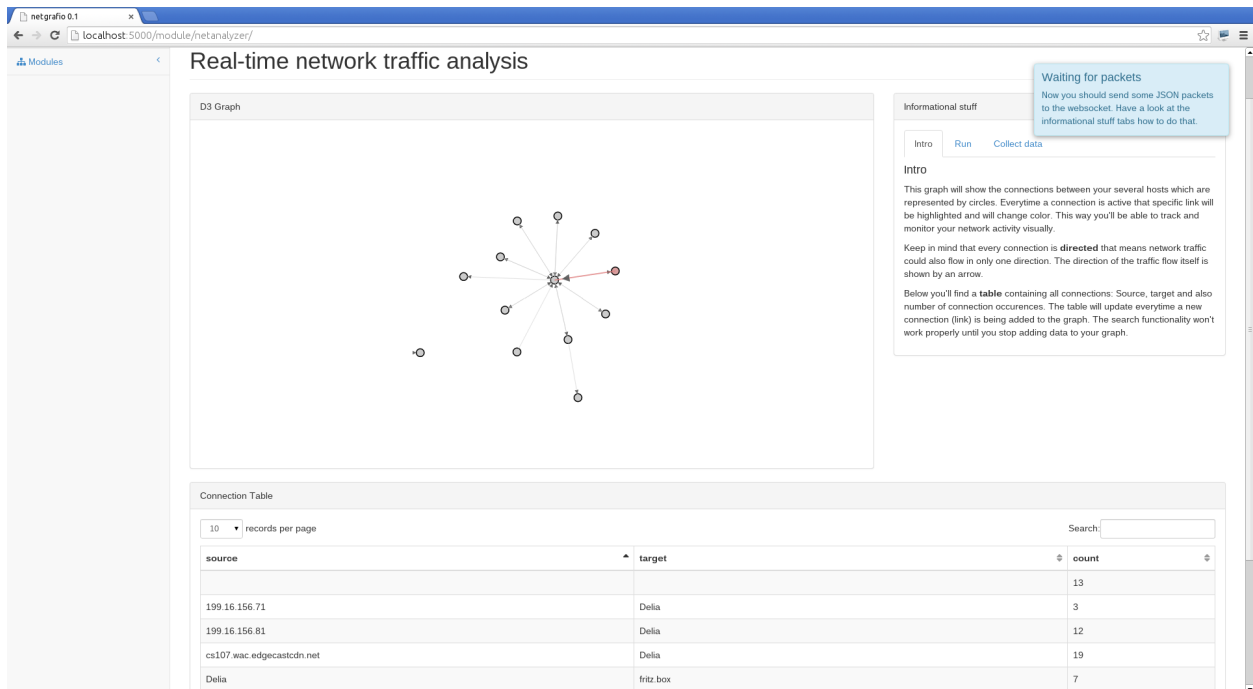 netgrafio 0.1
localhost:5000/module/netanalyzer/
Modules
Real-time network traffic analysis
Waiting for packets
Now you should send some JSON packets
to the websocket. Have a look at the
informational stuff tabs how to do that.
D3 Graph
Informational stuff
Intro Run Collect data
Intro
This graph will show the connections between your several hosts which are
represented by circles. Everytime a connection is active that specific link will
be highlighted and will change color. This way you'll be able to track and
monitor your network activity visually.
Keep in mind that every connection is directed that means network traffic
could also flow in only one direction. The direction of the traffic flow itself is
shown by an arrow.
Below you'll find a table containing all connections: Source, target and also
number of connection occurences. The table will update everytime a new
connection (link) is being added to the graph. The search functionality won't
work properly until you stop adding data to your graph.
Connection Table
10 records per page Search:
source target count
13
199.16.156.71 Delia 3
199.16.156.81 Delia 12
cs107.wac.edgecastcdn.net Delia 19
Delia fritz.box 7